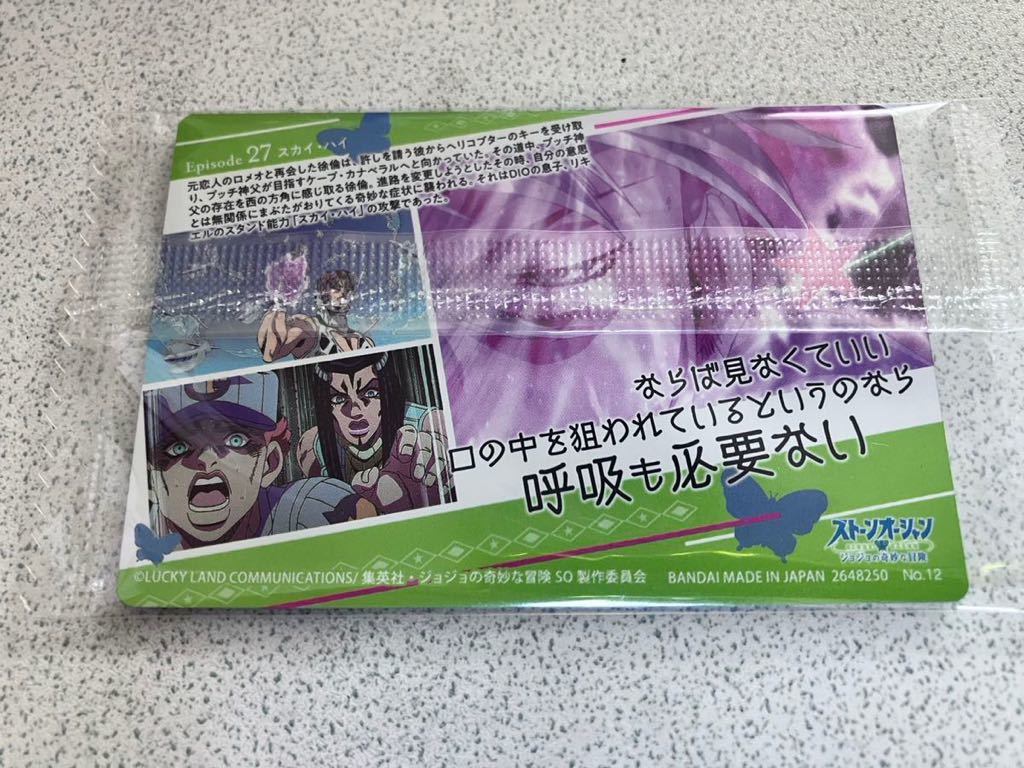 Episode 27 スカイ・ハイ
元恋人のロメオと再会した徐倫は、許しを請う彼からヘリコプターのキーを受け取
り、プッチ神父が目指すケープ・カナベラルへと向かっていた。その道中、プッチ神
父の存在を西の方角に感じ取る徐倫。進路を変更しようとしたその時、自分の意思
とは無関係にまぶたがおりてくる奇妙な症状に襲われる。それはDIOの息子、リキ
エルのスタンド能力「スカイ・ハイ」の攻撃であった。
ならば見なくていい
口の中を狙われているというのなら
呼吸も必要ない
ストーンオーシャン
ジョジョの奇妙な冒険
©LUCKY LAND COMMUNICATIONS/集英社・ジョジョの奇妙な冒険 SO 製作委員会 BANDAI MADE IN JAPAN 2648250 No.12